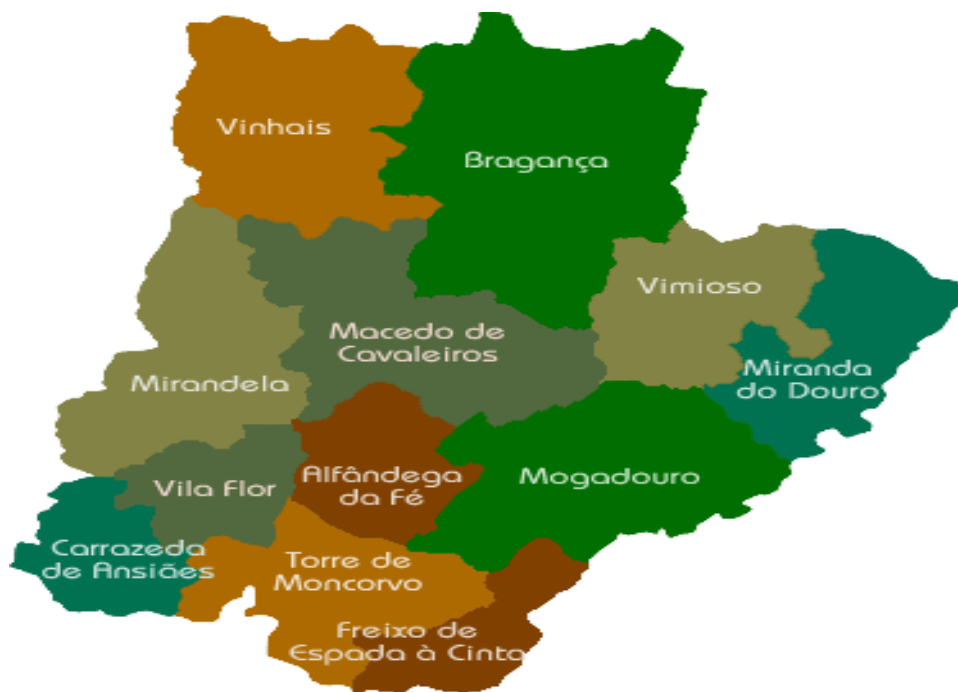 Vinhais
Bragança
Vimioso
Macedo de
Cavaleiros
Mirandela
Miranda
do Douro
Alfândega
da Fé
Mogadouro
Vila Flor
Carrazeda
de Ansiães
Torre de
Moncorvo
Freixo de
Espada à Cinta